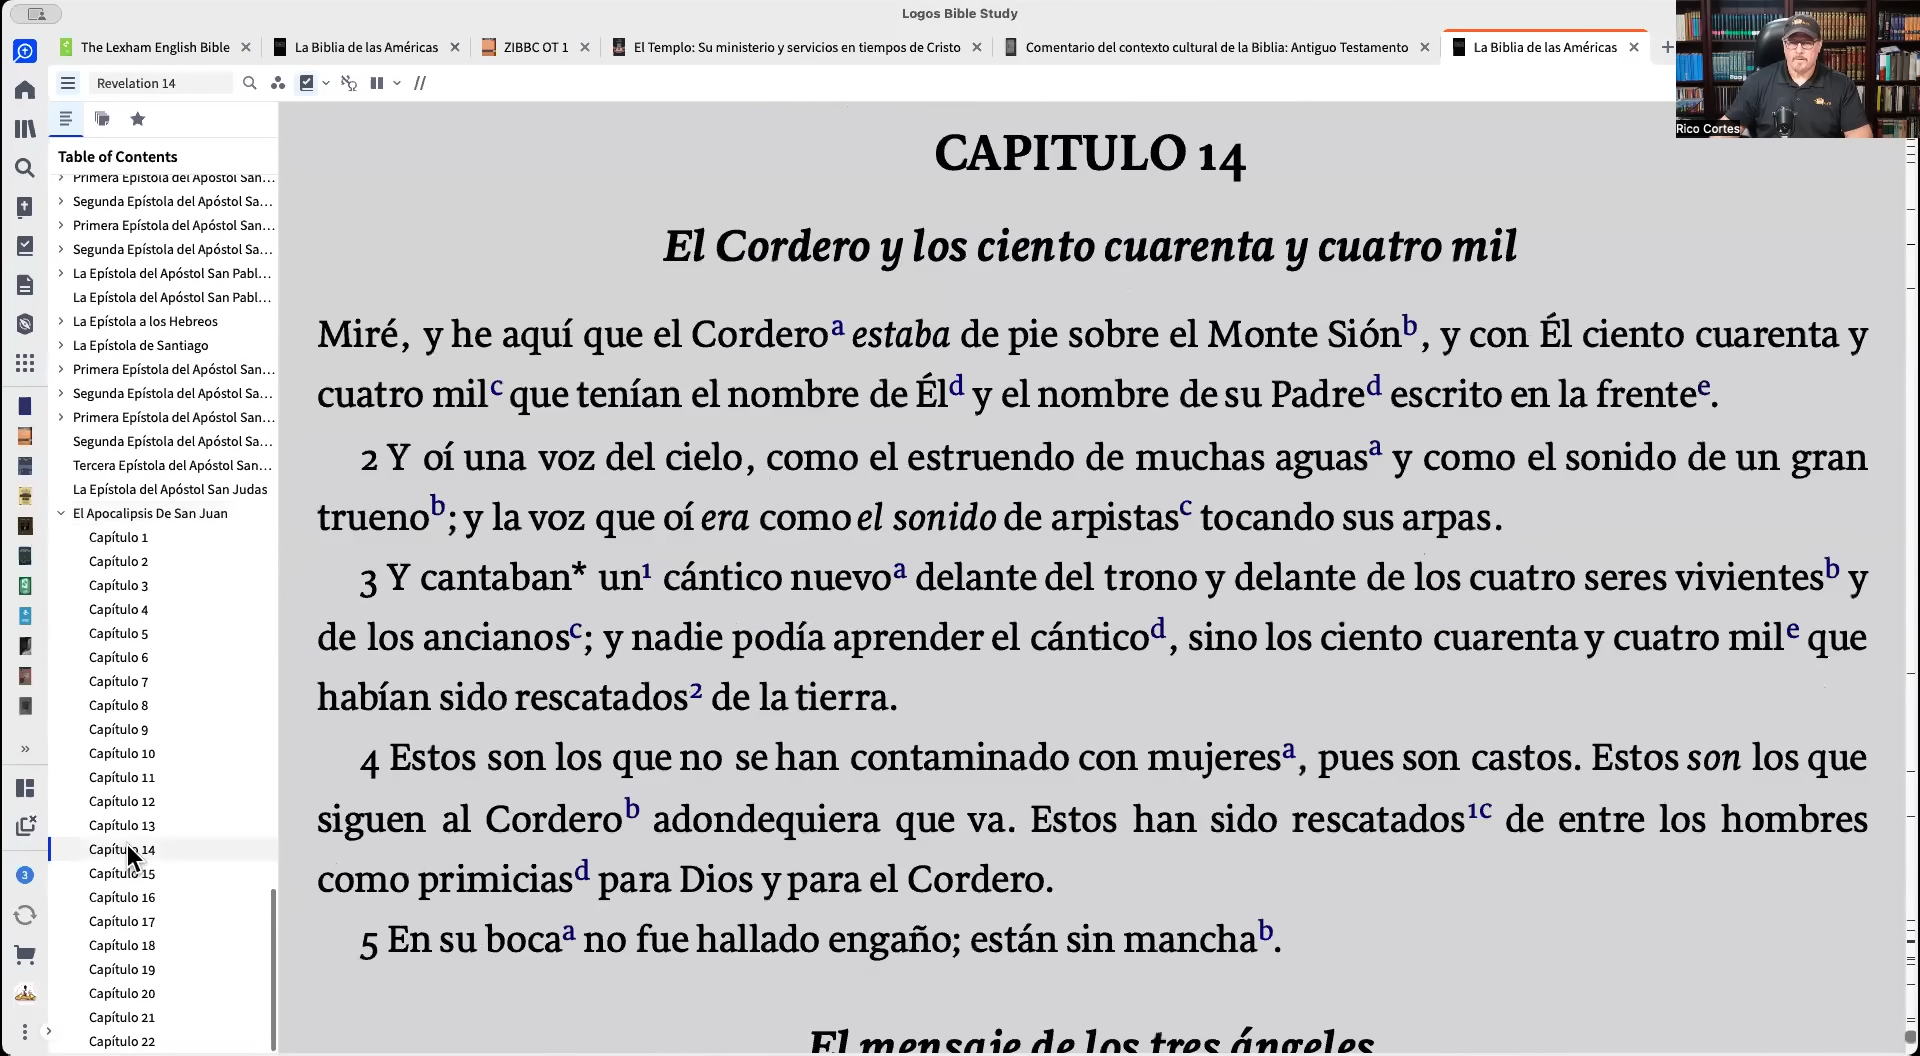 Logos Bible Study
The Lexham English Bible
La Biblia de las Américas
ZIBBC OT 1
El Templo: Su ministerio y servicios en tiempos de Cristo
Comentario del contexto cultural de la Biblia: Antiguo Testamento
La Biblia de las Américas
Revelation 14
Rico Cortes
Table of Contents
Primera Epístola del Apóstol San...
Segunda Epístola del Apóstol Sa...
Primera Epístola del Apóstol San...
Segunda Epístola del Apóstol Sa...
La Epístola del Apóstol San Pabl...
La Epístola del Apóstol San Pabl...
La Epístola a los Hebreos
La Epístola de Santiago
Primera Epístola del Apóstol San...
Segunda Epístola del Apóstol Sa...
Primera Epístola del Apóstol San...
Segunda Epístola del Apóstol Sa...
Tercera Epístola del Apóstol San...
La Epístola del Apóstol San Judas
El Apocalipsis De San Juan
Capítulo 1
Capítulo 2
Capítulo 3
Capítulo 4
Capítulo 5
Capítulo 6
Capítulo 7
Capítulo 8
Capítulo 9
Capítulo 10
Capítulo 11
Capítulo 12
Capítulo 13
Capítulo 14
Capítulo 15
Capítulo 16
Capítulo 17
Capítulo 18
Capítulo 19
Capítulo 20
Capítulo 21
Capítulo 22
3
CAPITULO 14
El Cordero y los ciento cuarenta y cuatro mil
Miré, y he aquí que el Corderoa estaba de pie sobre el Monte Siónb, y con Él ciento cuarenta y
cuatro milc que tenían el nombre de Éld y el nombre de su Padred escrito en la frentee.
2 Y oí una voz del cielo, como el estruendo de muchas aguasa y como el sonido de un gran
truenob; y la voz que oí era como el sonido de arpistasc tocando sus arpas.
3 Y cantaban* un1 cántico nuevoa delante del trono y delante de los cuatro seres vivientesb y
de los ancianosc; y nadie podía aprender el cánticod, sino los ciento cuarenta y cuatro mile que
habían sido rescatados2 de la tierra.
4 Estos son los que no se han contaminado con mujeresa, pues son castos. Estos son los que
siguen al Corderob adondequiera que va. Estos han sido rescatados1c de entre los hombres
como primiciasd para Dios y para el Cordero.
5 En su bocaa no fue hallado engaño; están sin manchab.
El mensaje de los tres ángeles